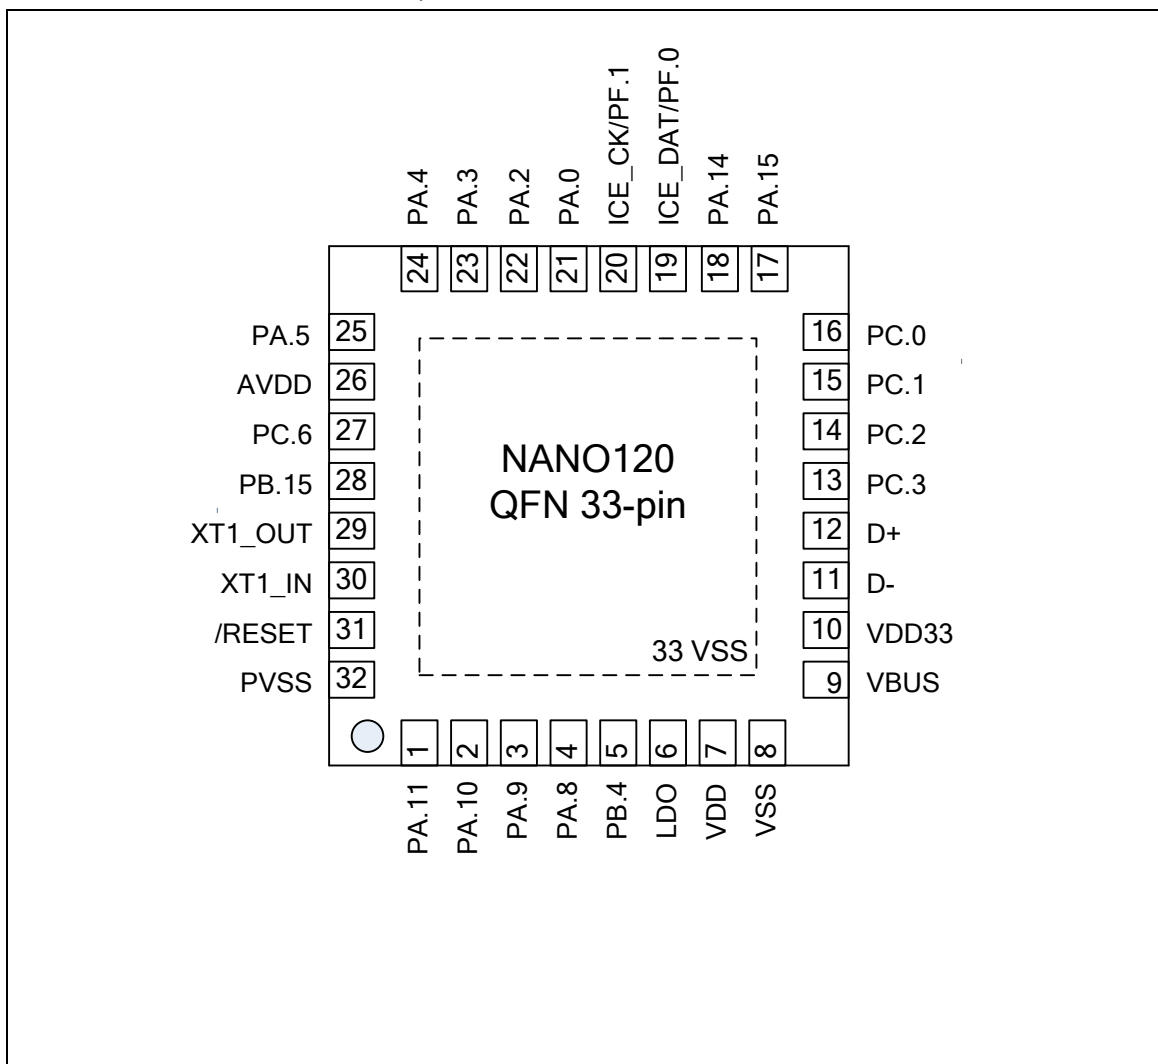 PA.4
PA.3
PA.2
PA.0
ICE_CK/PF.1
ICE_DAT/PF.0
PA.14
PA.15
24
23
22
21
20
19
18
17
PA.5 25
AVDD 26
PC.6 27
PB.15 28
XT1_OUT 29
XT1_IN 30
/RESET 31
PVSS 32
NANO120
QFN 33-pin
33 VSS
16 PC.0
15 PC.1
14 PC.2
13 PC.3
12 D+
11 D-
10 VDD33
9 VBUS
1
2
3
4
5
6
7
8
PA.11
PA.10
PA.9
PA.8
PB.4
LDO
VDD
VSS